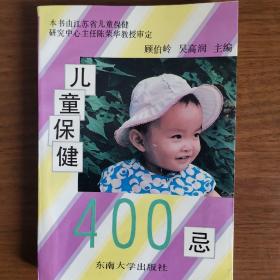 本书由江苏省儿童保健
研究中心主任陈荣华教授审定
顾伯岭 吴高润 主编
儿童保健
400
忌
东南大学出版社